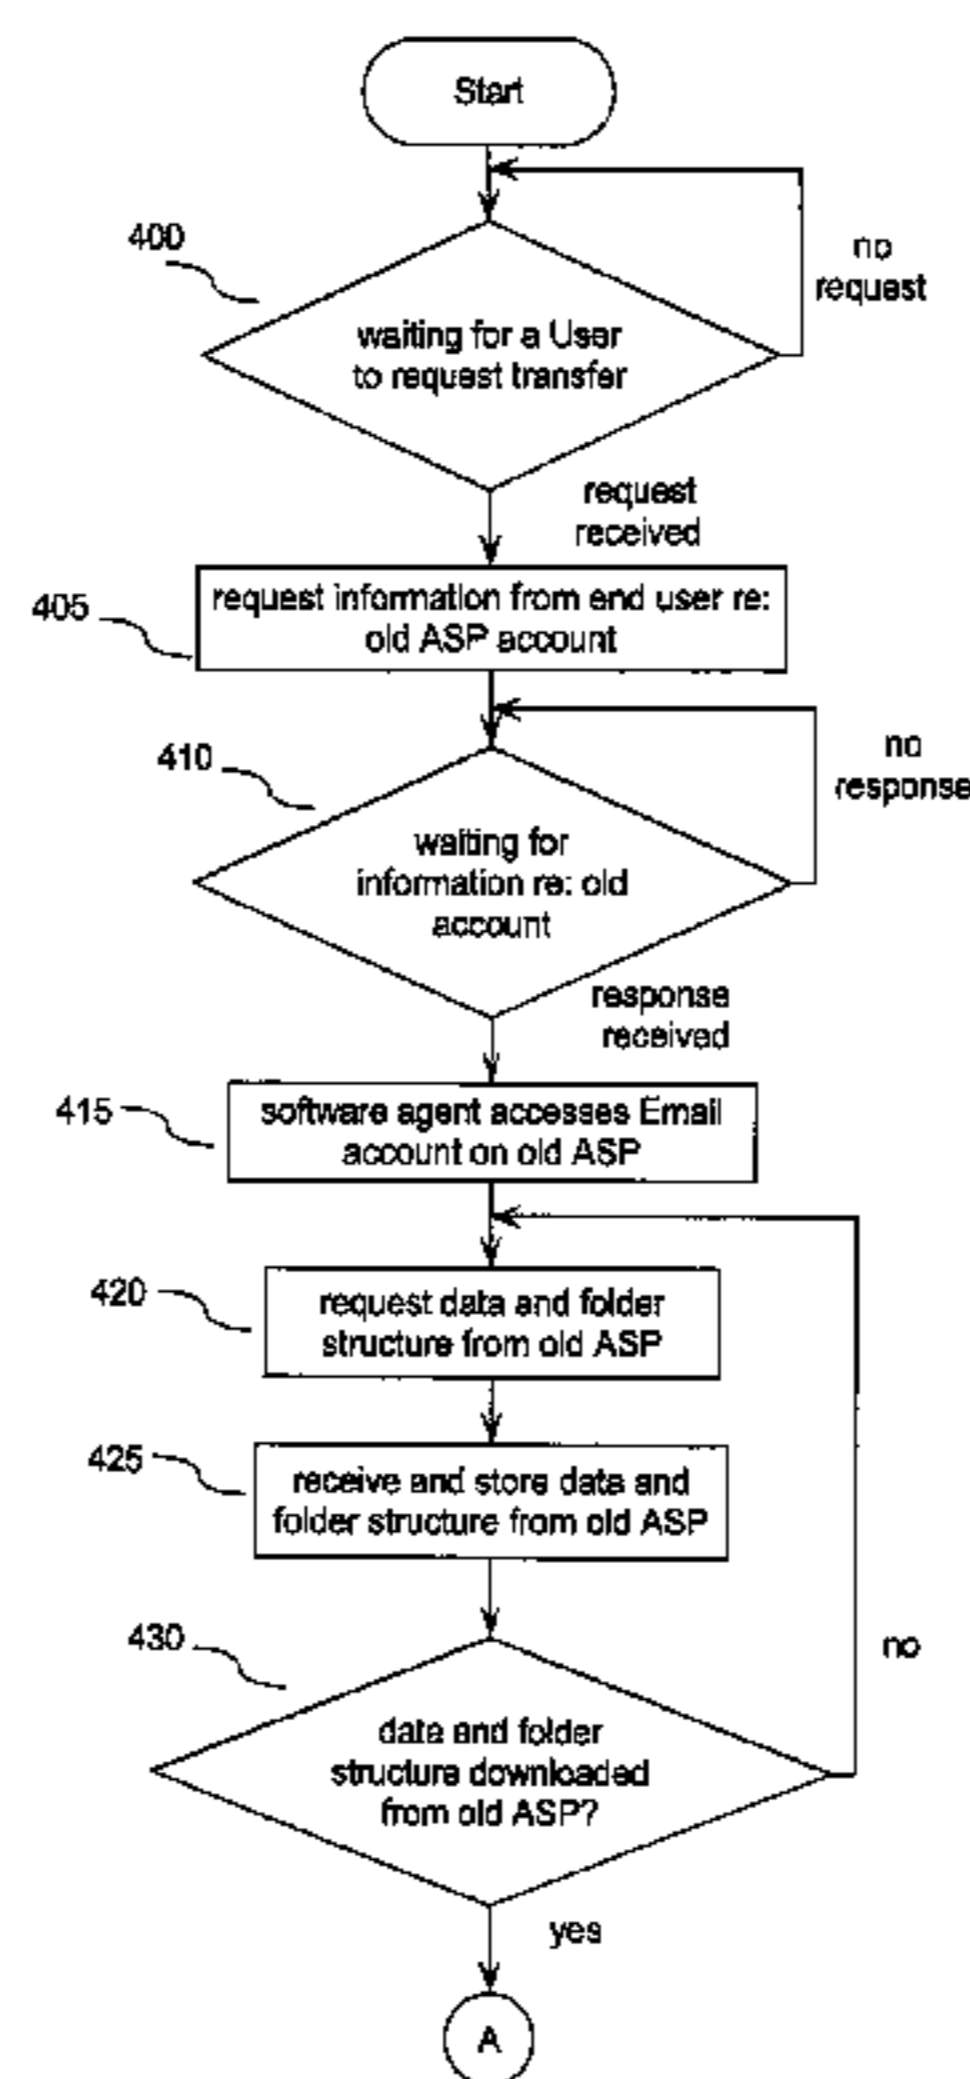 Start
400
no
request
waiting for a User
to request transfer
request
received
405
request information from end user re:
old ASP account
410
no
response
waiting for
information re: old
account
response
received
415
software agent accesses Email
account on old ASP
420
request data and folder
structure from old ASP
425
receive and store data and
folder structure from old ASP
430
no
data and folder
structure downloaded
from old ASP?
yes
A